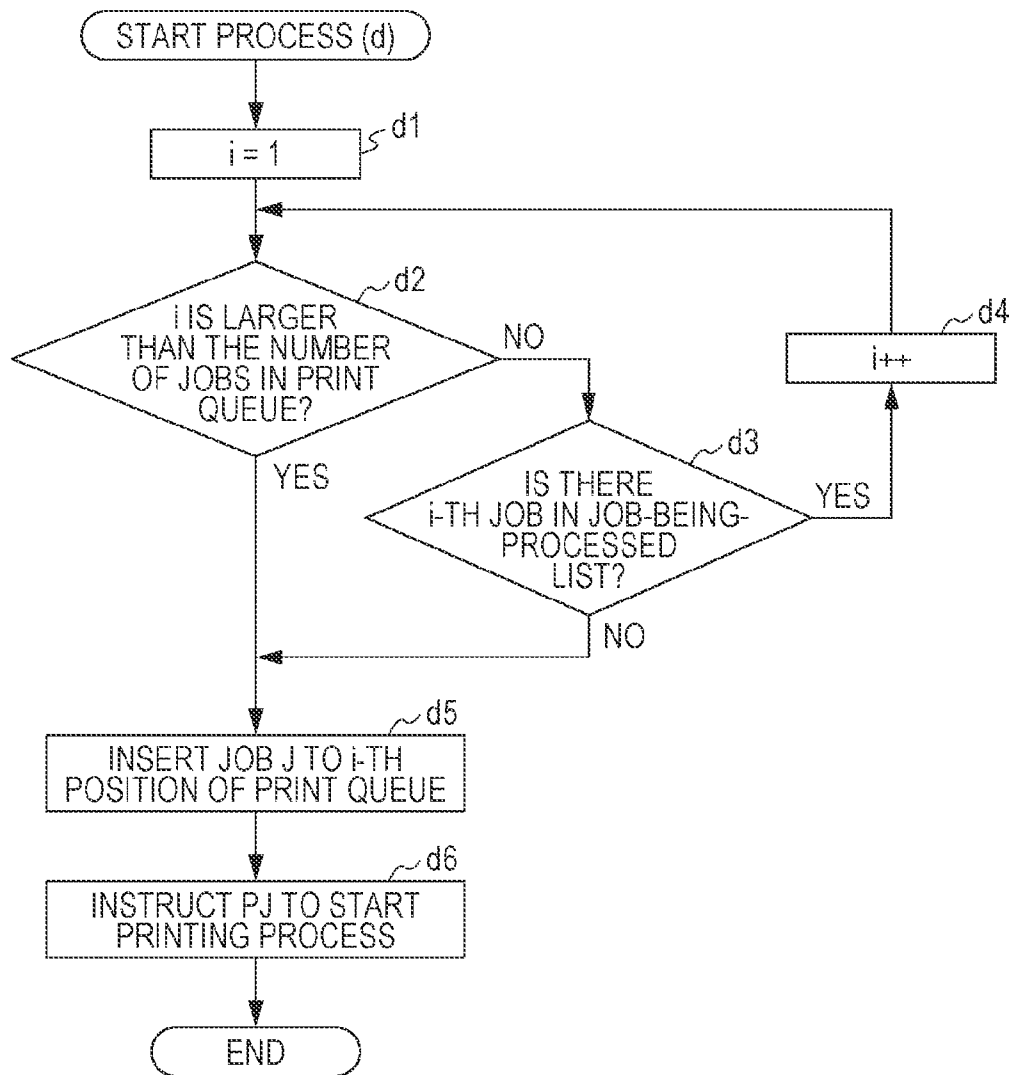 START PROCESS (d)
d1
i = 1
d2
i IS LARGER
THAN THE NUMBER
OF JOBS IN PRINT
QUEUE?
NO
YES
d4
i++
d3
IS THERE
i-TH JOB IN JOB-BEING-
PROCESSED
LIST?
YES
NO
d5
INSERT JOB J TO i-TH
POSITION OF PRINT QUEUE
d6
INSTRUCT PJ TO START
PRINTING PROCESS
END